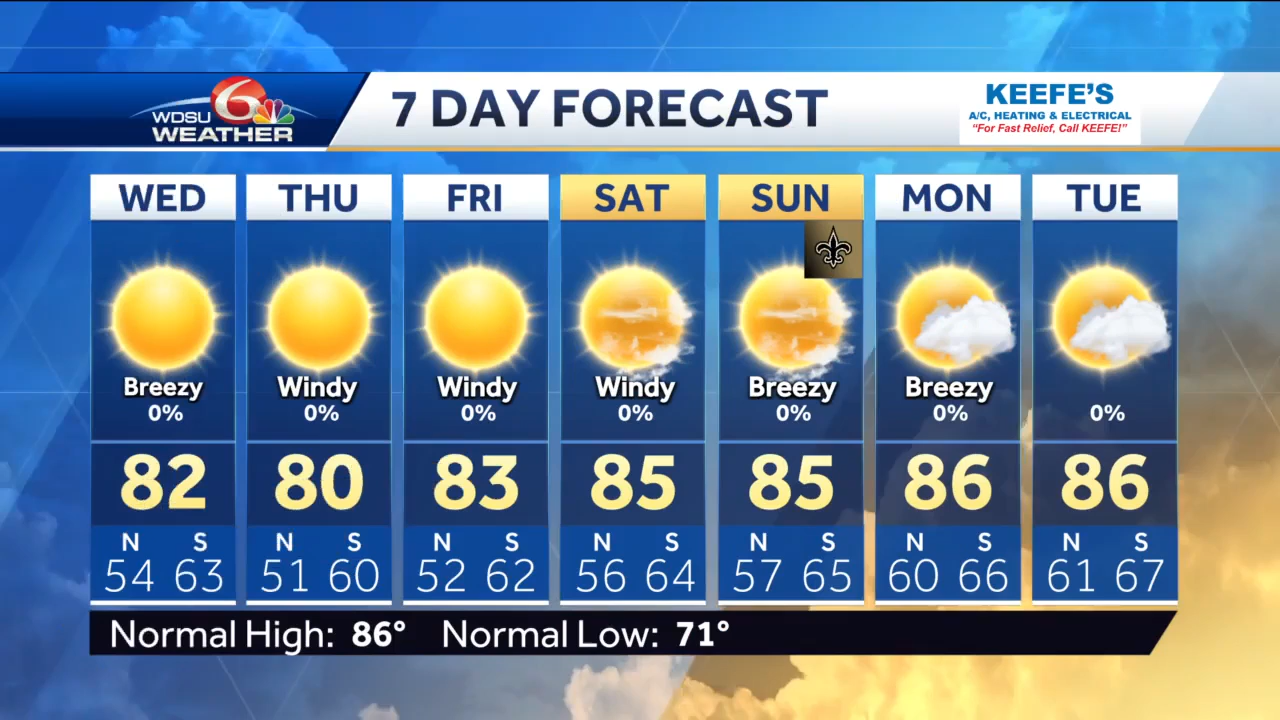 WDSU 6
WEATHER
7 DAY FORECAST
KEEFE'S
A/C, HEATING & ELECTRICAL
"For Fast Relief, Call KEEFE!"
WED THU FRI SAT SUN MON TUE
Breezy Windy Windy Windy Breezy Breezy
0% 0% 0% 0% 0% 0% 0%
82 80 83 85 85 86 86
N S N S N S N S N S N S N S
54 63 51 60 52 62 56 64 57 65 60 66 61 67
Normal High: 86° Normal Low: 71°